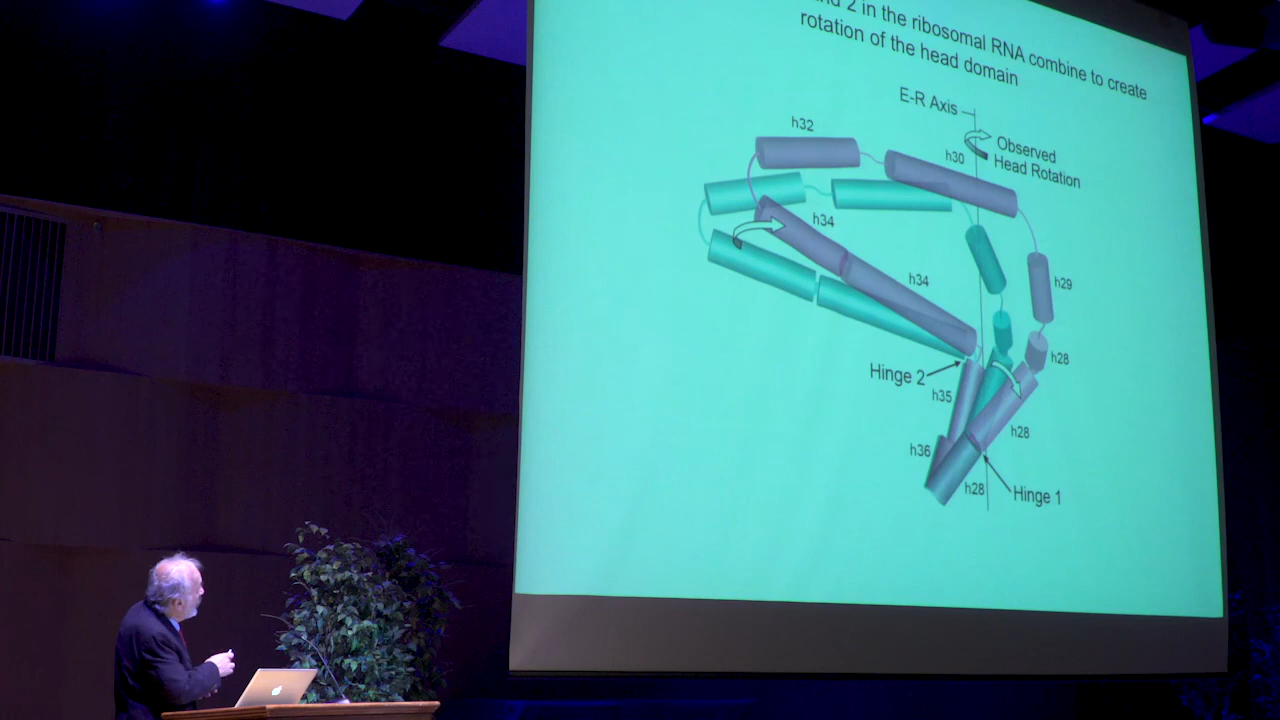 2 in the ribosomal RNA combine to create
rotation of the head domain
E-R Axis
h32
Observed
Head Rotation
h30
h34
h34
h29
h28
Hinge 2
h35
h28
h36
h28
Hinge 1